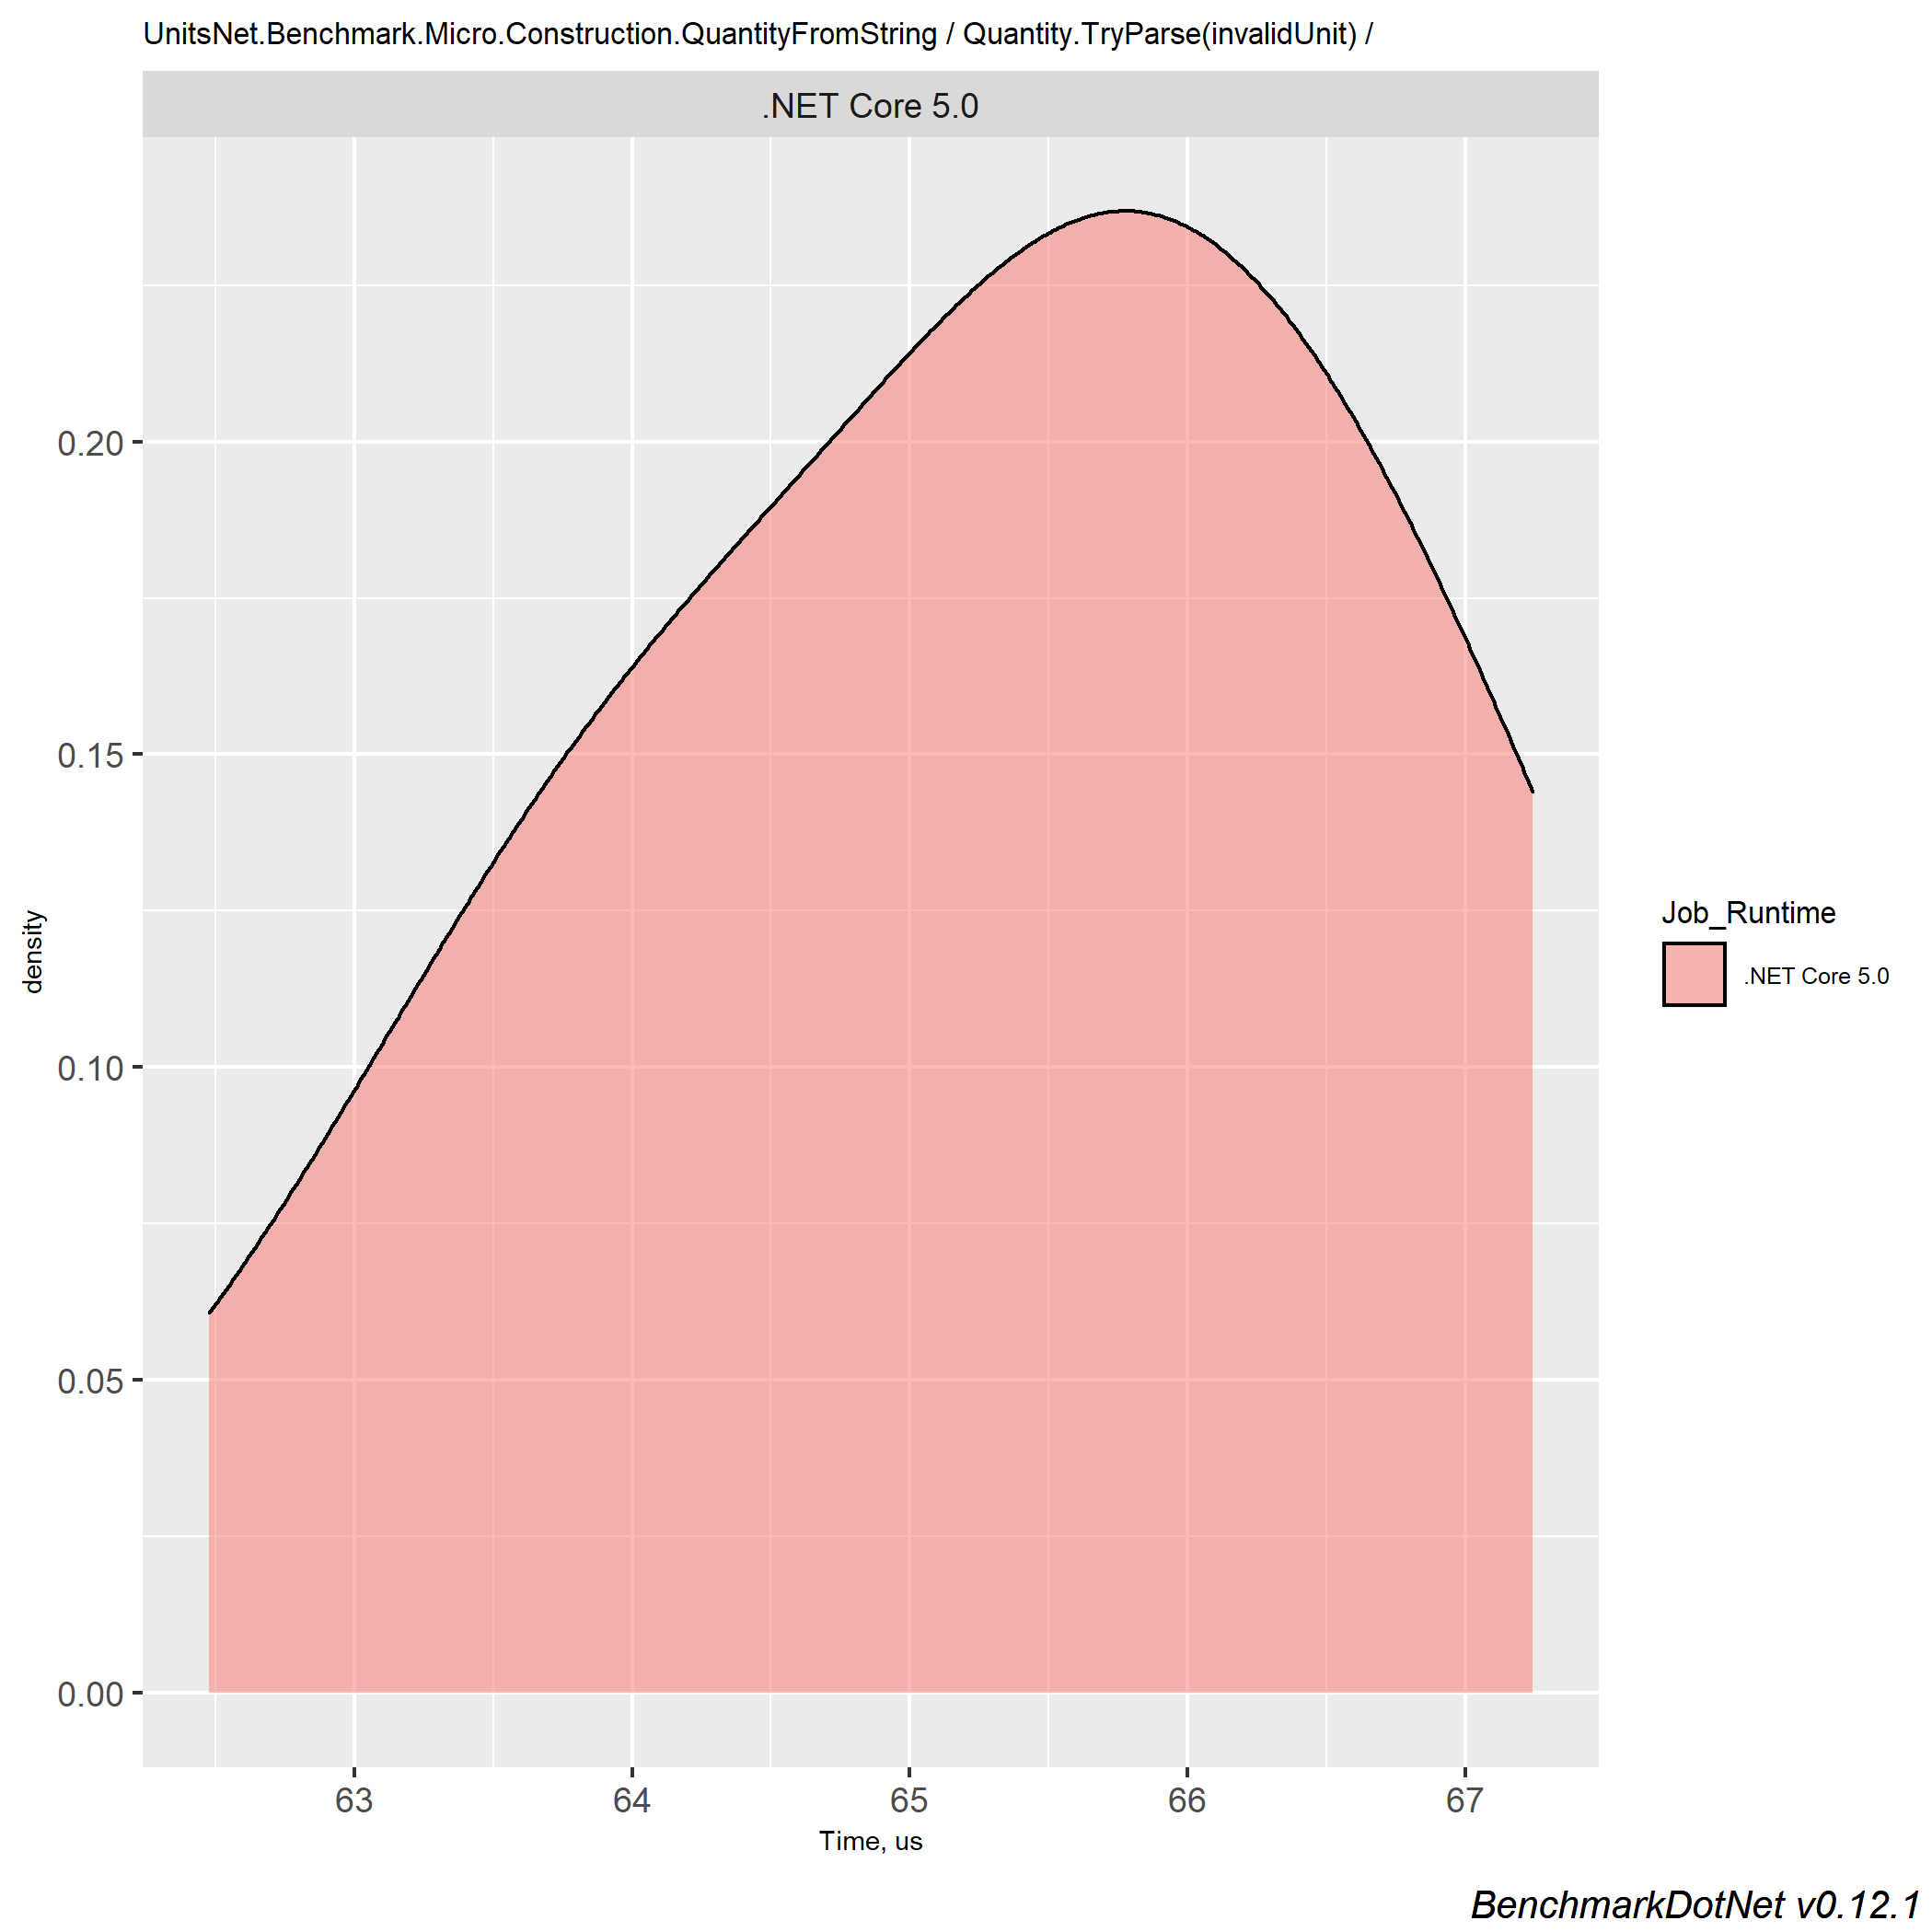 UnitsNet.Benchmark.Micro.Construction.QuantityFromString / Quantity.TryParse(invalidUnit) /
.NET Core 5.0
0.20
0.15
0.10
0.05
0.00
density
63 64 65 66 67
Time, us
Job_Runtime
.NET Core 5.0
BenchmarkDotNet v0.12.1